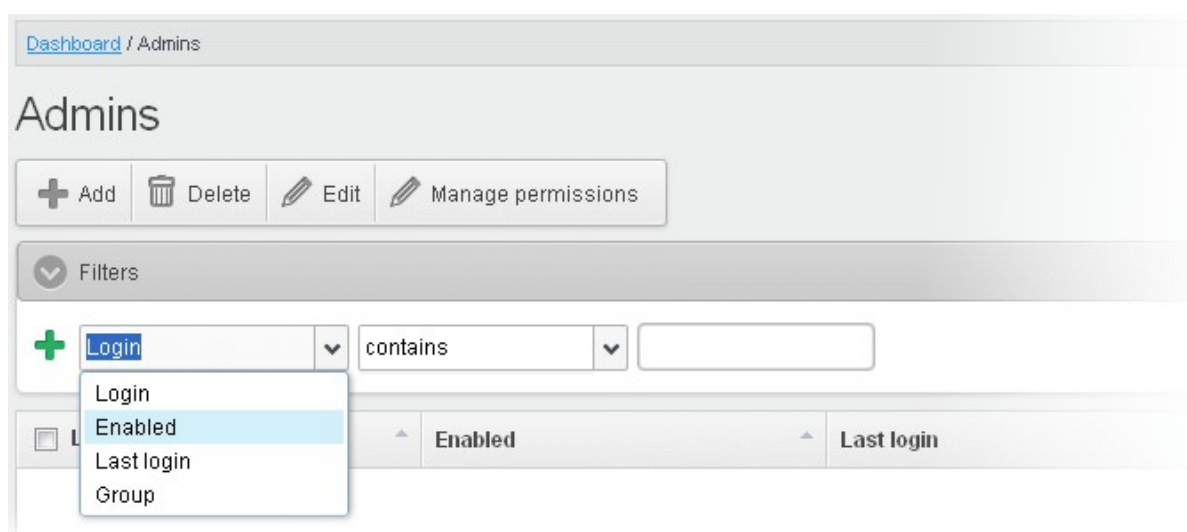 Dashboard / Admins
Admins
Add Delete Edit Manage permissions
Filters
Login contains
Login
Enabled
Last login
Group
Enabled Last login